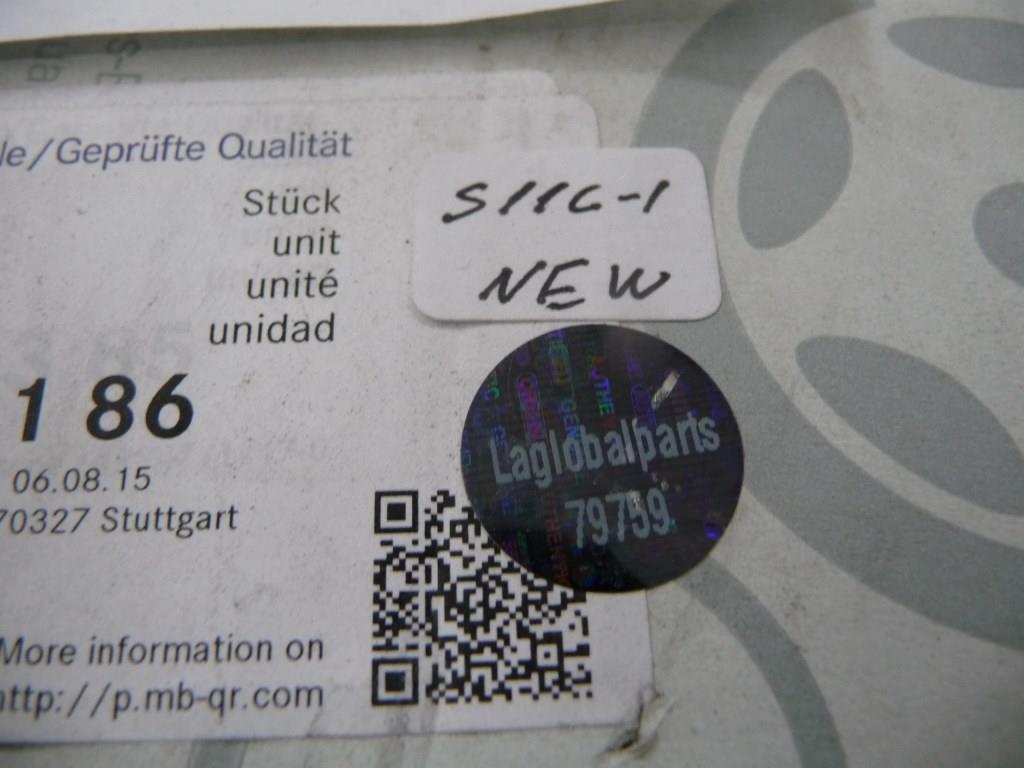 le/Geprüfte Qualität
Stück
unit
unité
unidad
1 86
06.08.15
70327 Stuttgart
More information on
http://p.mb-qr.com
S11C-1
NEW
Laglobalparts
79759